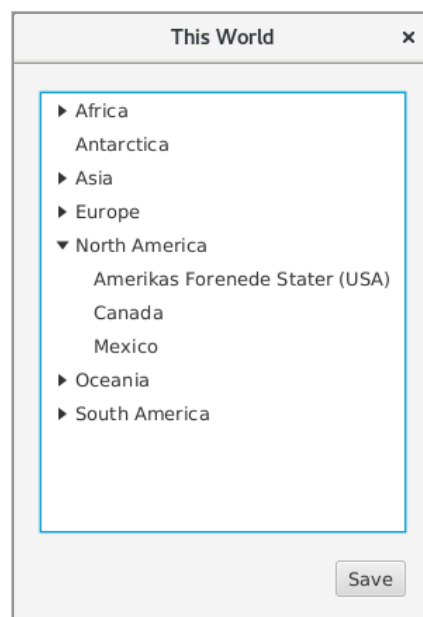 This World
Africa
Antarctica
Asia
Europe
North America
Amerikas Forenede Stater (USA)
Canada
Mexico
Oceania
South America
Save